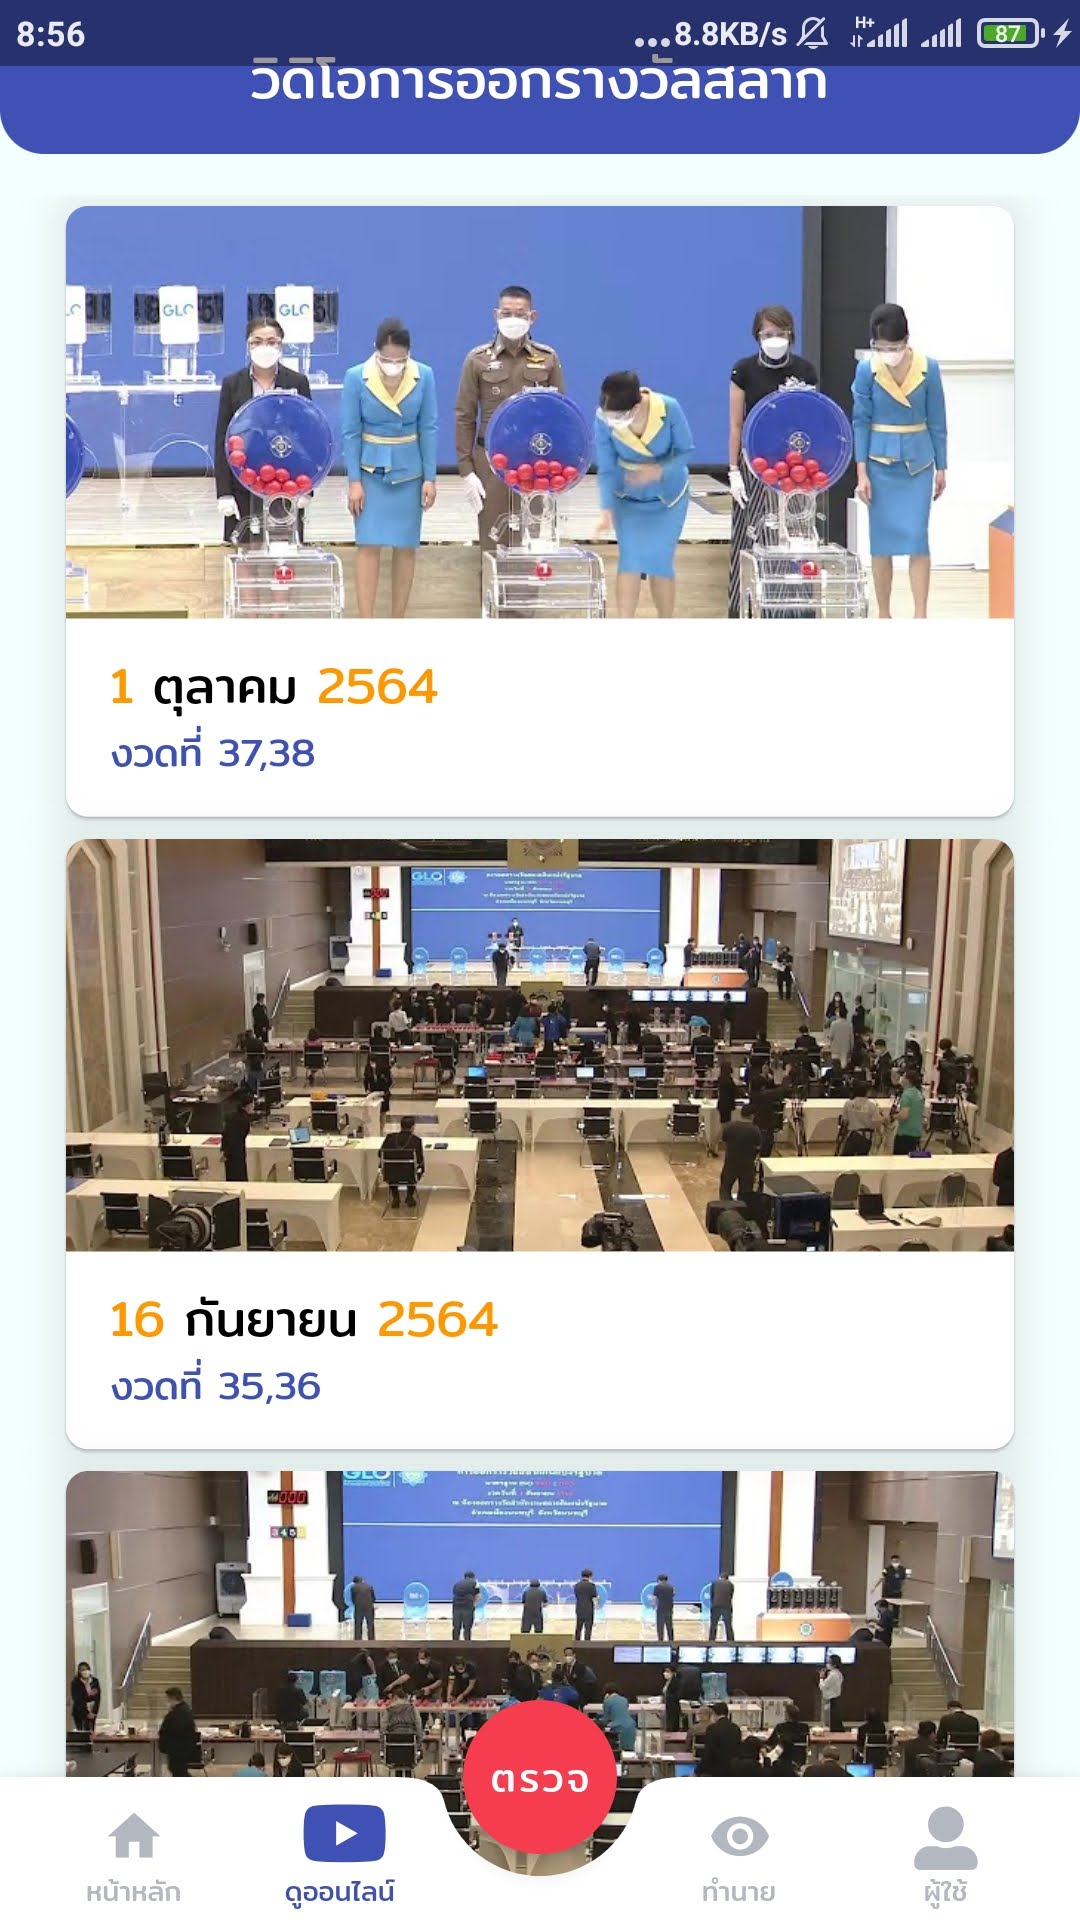 8:56
...8.8KB/s H+ 87
วิดีโอการออกรางวัลสลาก
GLO GLO
1 ตุลาคม 2564
งวดที่ 37,38
GLO
16 กันยายน 2564
งวดที่ 35,36
GLO
ตรวจ
หน้าหลัก
ดูออนไลน์
ทำนาย
ผู้ใช้